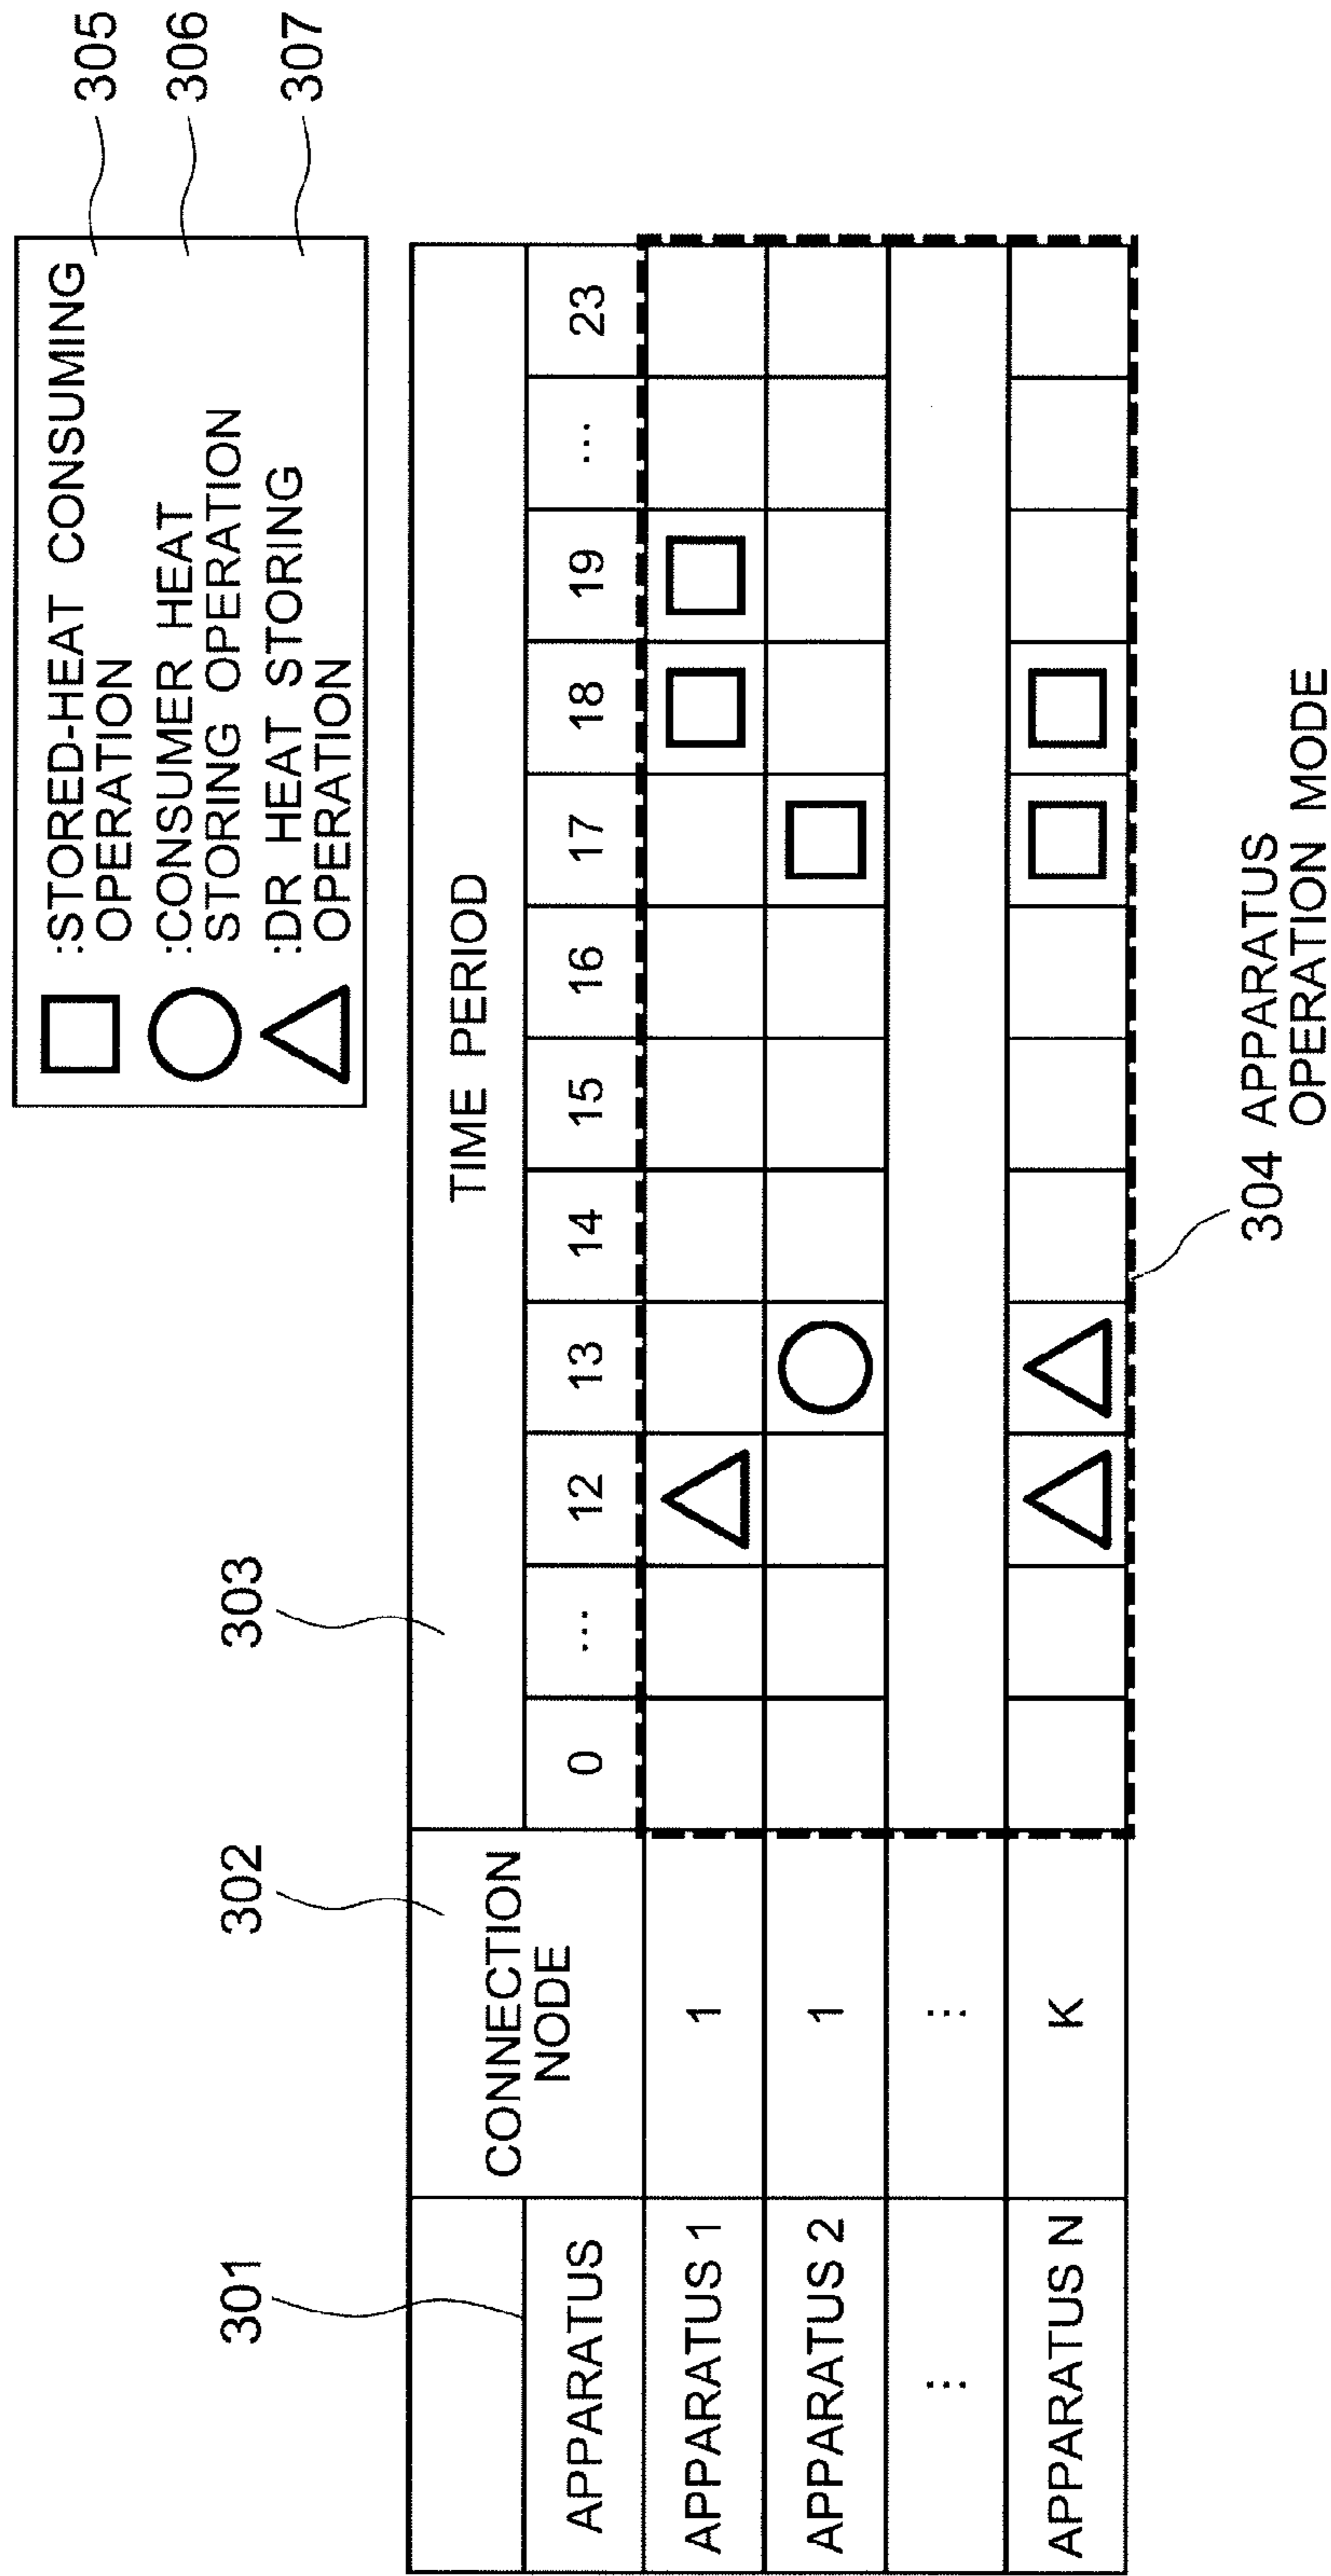 :STORED-HEAT CONSUMING
OPERATION
305
:CONSUMER HEAT
STORING OPERATION
306
:DR HEAT STORING
OPERATION
307
301
302
303
CONNECTION
NODE
TIME PERIOD
APPARATUS
0 ... 12 13 14 15 16 17 18 19 ... 23
APPARATUS 1 1
APPARATUS 2 1
... ...
APPARATUS N K
304 APPARATUS
OPERATION MODE